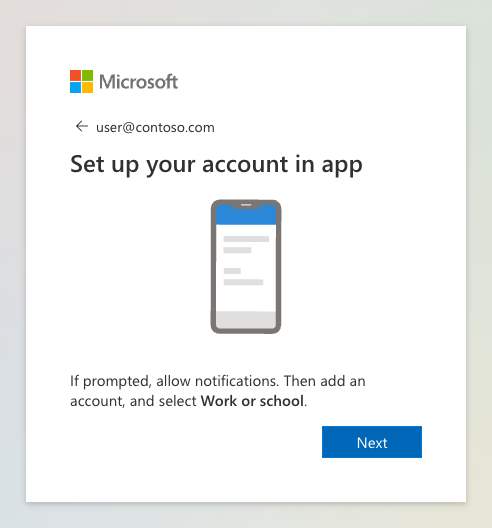 Microsoft
user@contoso.com
Set up your account in app
If prompted, allow notifications. Then add an
account, and select Work or school.
Next